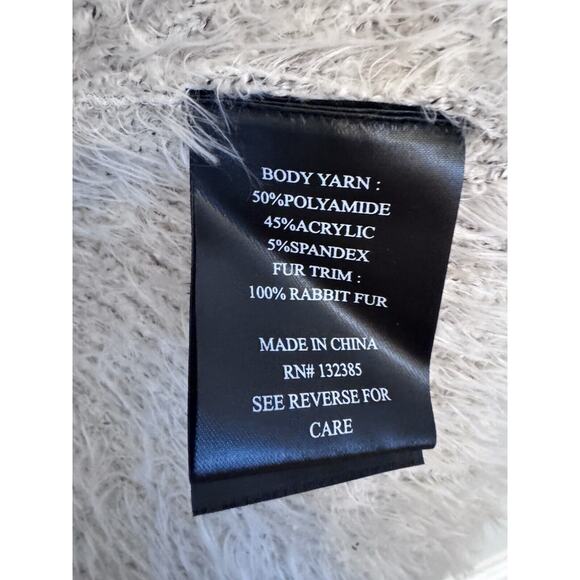 BODY YARN :
50%POLYAMIDE
45%ACRYLIC
5%SPANDEX
FUR TRIM :
100% RABBIT FUR
MADE IN CHINA
RN# 132385
SEE REVERSE FOR
CARE